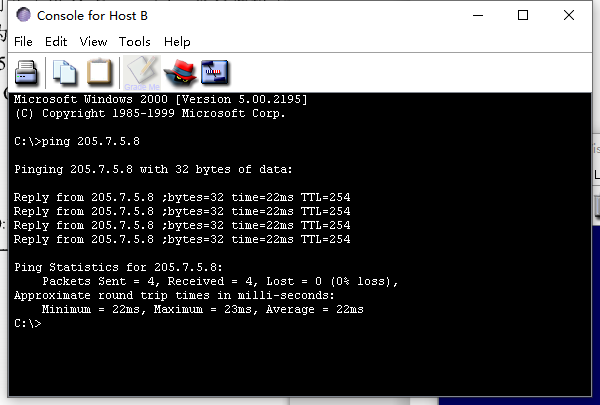 Console for Host B
File Edit View Tools Help
Grade Me
Microsoft Windows 2000 [Version 5.00.2195]
(C) Copyright 1985-1999 Microsoft Corp.
C:\>ping 205.7.5.8
Pinging 205.7.5.8 with 32 bytes of data:
Reply from 205.7.5.8 ;bytes=32 time=22ms TTL=254
Reply from 205.7.5.8 ;bytes=32 time=22ms TTL=254
Reply from 205.7.5.8 ;bytes=32 time=22ms TTL=254
Reply from 205.7.5.8 ;bytes=32 time=22ms TTL=254
Ping Statistics for 205.7.5.8:
Packets Sent = 4, Received = 4, Lost = 0 (0% loss),
Approximate round trip times in milli-seconds:
Minimum = 22ms, Maximum = 23ms, Average = 22ms
C:\>